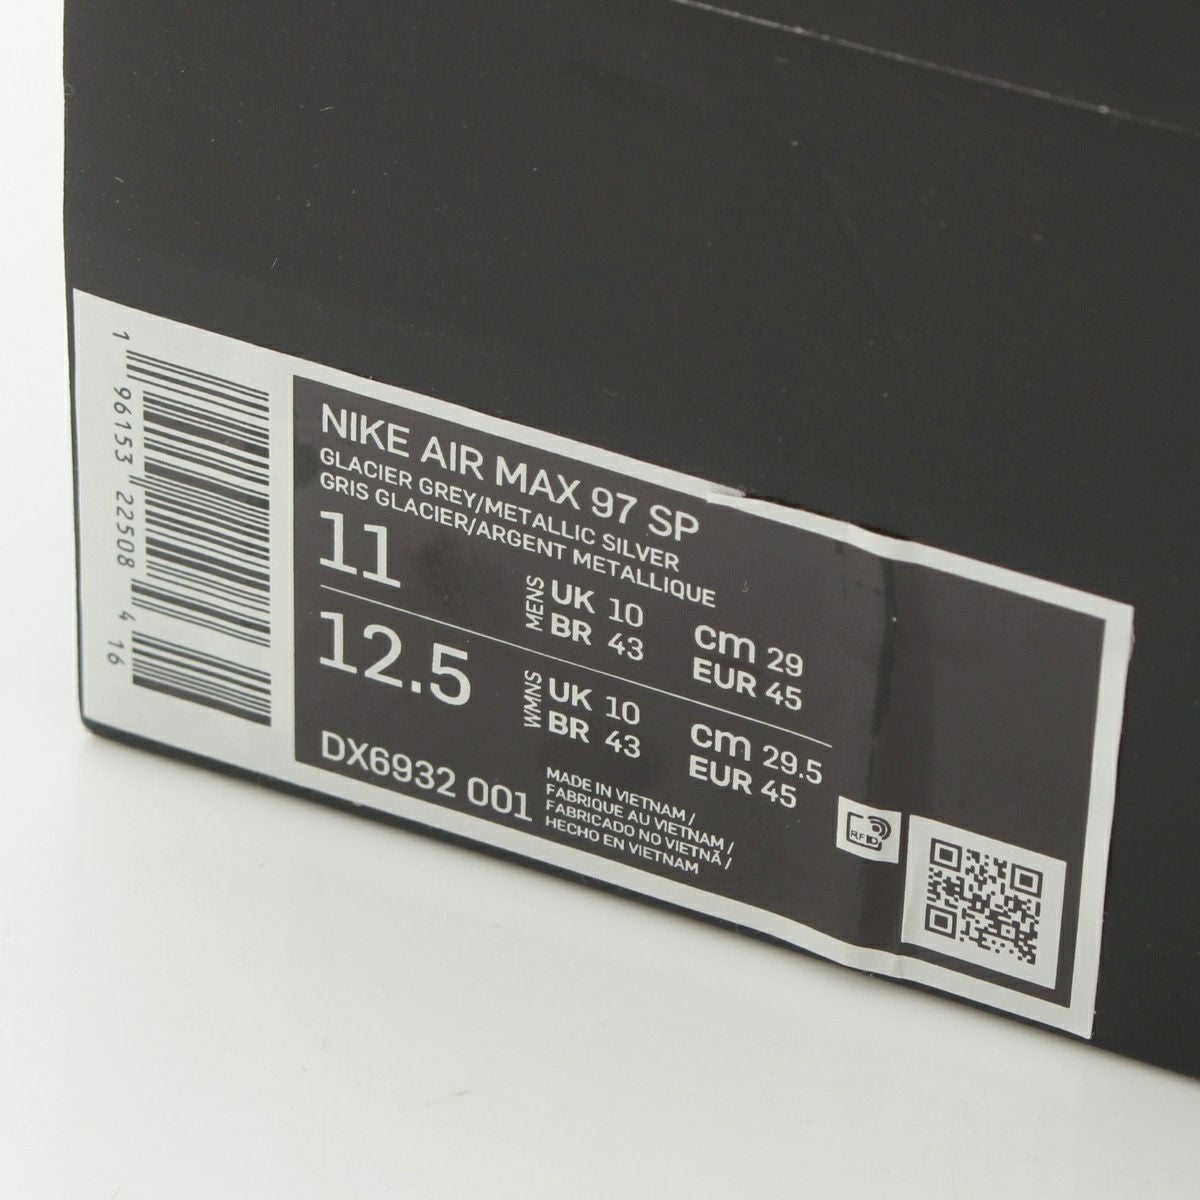 1 96153 22508 4 16
NIKE AIR MAX 97 SP
GLACIER GREY/METALLIC SILVER
GRIS GLACIER/ARGENT METALLIQUE
11
MENS
UK 10
BR 43
cm 29
EUR 45
12.5
WMNS
UK 10
BR 43
cm 29.5
EUR 45
DX6932 001
MADE IN VIETNAM /
FABRIQUE AU VIETNAM /
FABRICADO NO VIETNÃ /
HECHO EN VIETNAM
RFID